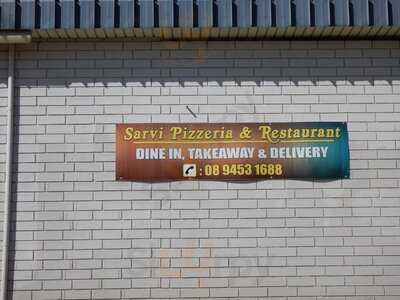 Sarvi Pizzeria & Restaurant
DINE IN, TAKEAWAY & DELIVERY
: 08 9453 1688